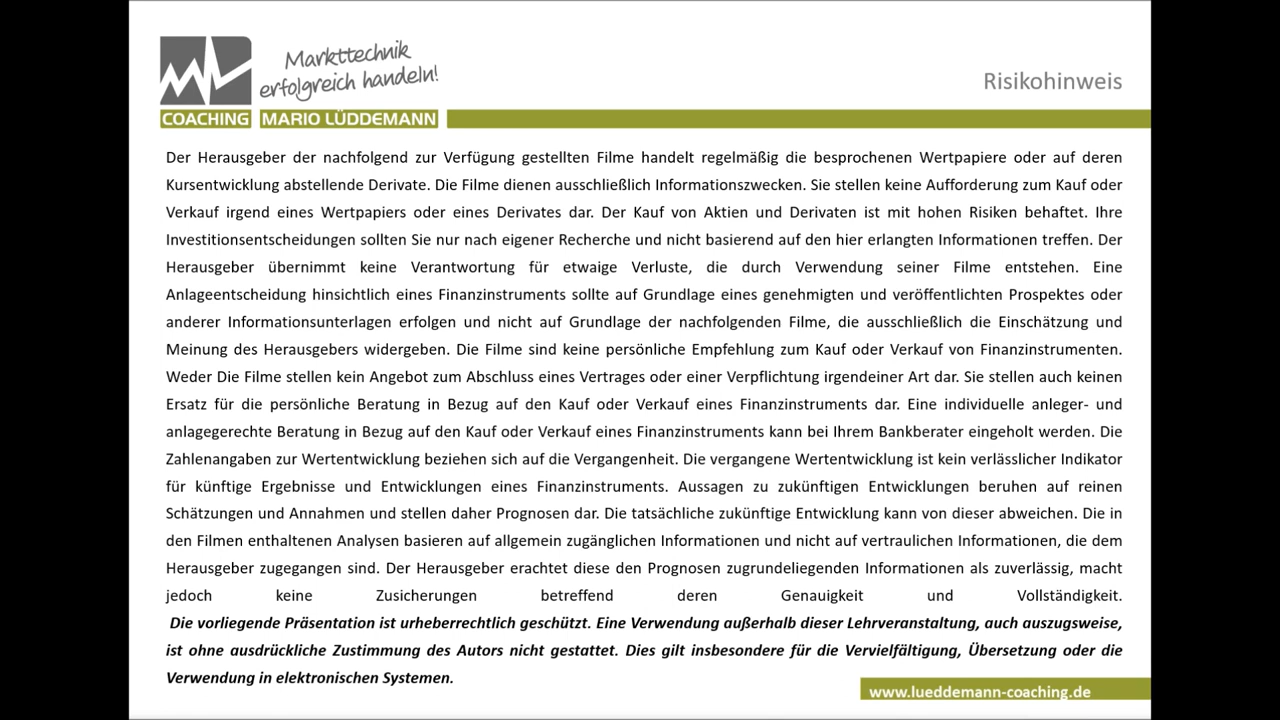 Markttechnik
erfolgreich handeln!
Risikohinweis
COACHING MARIO LÜDDEMANN
Der Herausgeber der nachfolgend zur Verfügung gestellten Filme handelt regelmäßig die besprochenen Wertpapiere oder auf deren
Kursentwicklung abstellende Derivate. Die Filme dienen ausschließlich Informationszwecken. Sie stellen keine Aufforderung zum Kauf oder
Verkauf irgend eines Wertpapiers oder eines Derivates dar. Der Kauf von Aktien und Derivaten ist mit hohen Risiken behaftet. Ihre
Investitionsentscheidungen sollten Sie nur nach eigener Recherche und nicht basierend auf den hier erlangten Informationen treffen. Der
Herausgeber übernimmt keine Verantwortung für etwaige Verluste, die durch Verwendung seiner Filme entstehen. Eine
Anlageentscheidung hinsichtlich eines Finanzinstruments sollte auf Grundlage eines genehmigten und veröffentlichten Prospektes oder
anderer Informationsunterlagen erfolgen und nicht auf Grundlage der nachfolgenden Filme, die ausschließlich die Einschätzung und
Meinung des Herausgebers widergeben. Die Filme sind keine persönliche Empfehlung zum Kauf oder Verkauf von Finanzinstrumenten.
Weder Die Filme stellen kein Angebot zum Abschluss eines Vertrages oder einer Verpflichtung irgendeiner Art dar. Sie stellen auch keinen
Ersatz für die persönliche Beratung in Bezug auf den Kauf oder Verkauf eines Finanzinstruments dar. Eine individuelle anleger- und
anlagegerechte Beratung in Bezug auf den Kauf oder Verkauf eines Finanzinstruments kann bei Ihrem Bankberater eingeholt werden. Die
Zahlenangaben zur Wertentwicklung beziehen sich auf die Vergangenheit. Die vergangene Wertentwicklung ist kein verlässlicher Indikator
für künftige Ergebnisse und Entwicklungen eines Finanzinstruments. Aussagen zu zukünftigen Entwicklungen beruhen auf reinen
Schätzungen und Annahmen und stellen daher Prognosen dar. Die tatsächliche zukünftige Entwicklung kann von dieser abweichen. Die in
den Filmen enthaltenen Analysen basieren auf allgemein zugänglichen Informationen und nicht auf vertraulichen Informationen, die dem
Herausgeber zugegangen sind. Der Herausgeber erachtet diese den Prognosen zugrundeliegenden Informationen als zuverlässig, macht
jedoch keine Zusicherungen betreffend deren Genauigkeit und Vollständigkeit.
Die vorliegende Präsentation ist urheberrechtlich geschützt. Eine Verwendung außerhalb dieser Lehrveranstaltung, auch auszugsweise,
ist ohne ausdrückliche Zustimmung des Autors nicht gestattet. Dies gilt insbesondere für die Vervielfältigung, Übersetzung oder die
Verwendung in elektronischen Systemen.
www.lueddemann-coaching.de